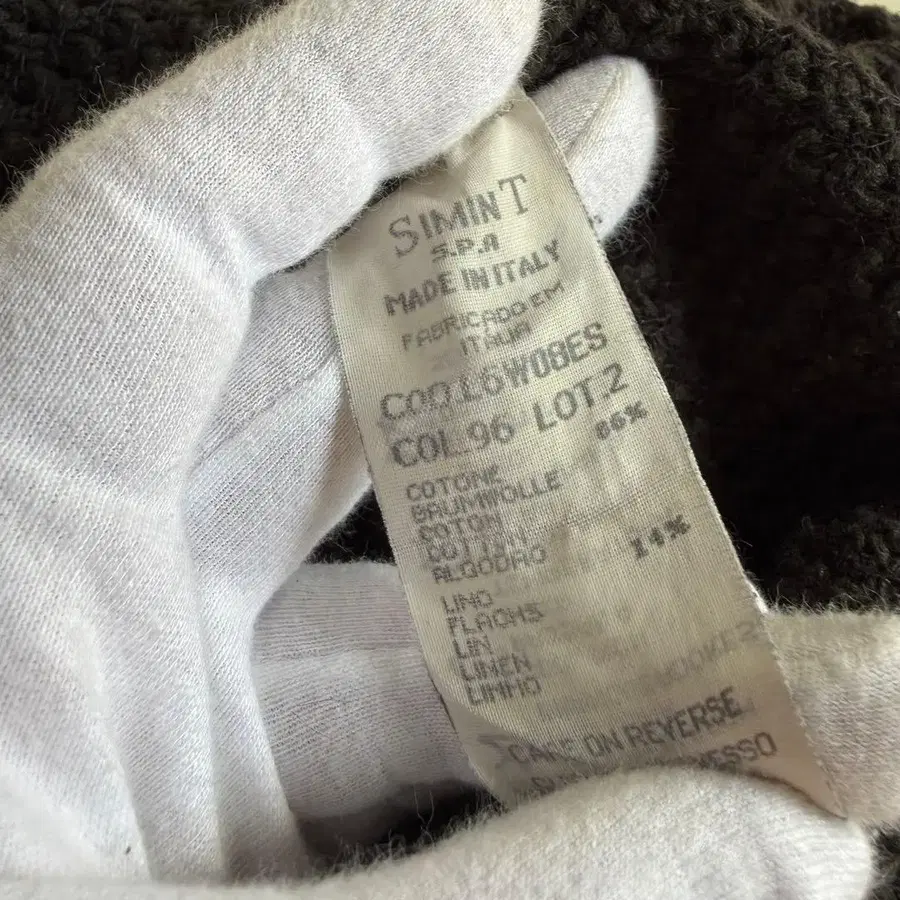 SIMINT
S.P.A
MADE IN ITALY
FABRICADO EM
ITALIA
COD.L6W08ES
COL.96 LOT.2
COTONE 86%
BAUMWOLLE
COTON
COTTON
ALGODAO
LINO 14%
FLACHS
LIN
LINEN
LINHO
CARE ON REVERSE